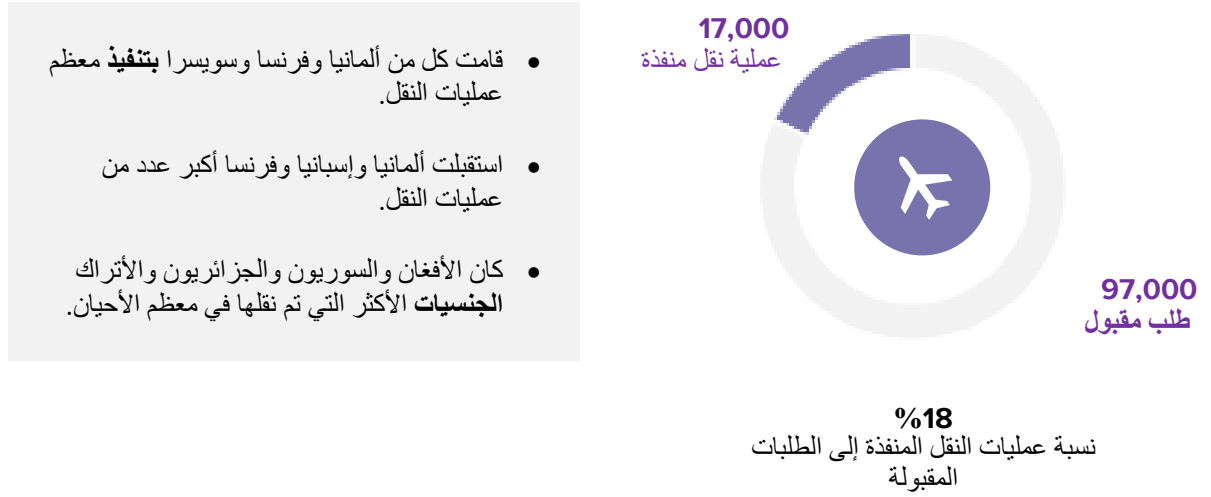 • قامت كل من ألمانيا وفرنسا وسويسرا بتنفيذ معظم
عمليات النقل.
• استقبلت ألمانيا وإسبانيا وفرنسا أكبر عدد من
عمليات النقل.
• كان الأفغان والسوريون والجزائريون والأتراك
الجنسيات الأكثر التي تم نقلها في معظم الأحيان.
17,000
عملية نقل منفذة
97,000
طلب مقبول
%18
نسبة عمليات النقل المنفذة إلى الطلبات
المقبولة